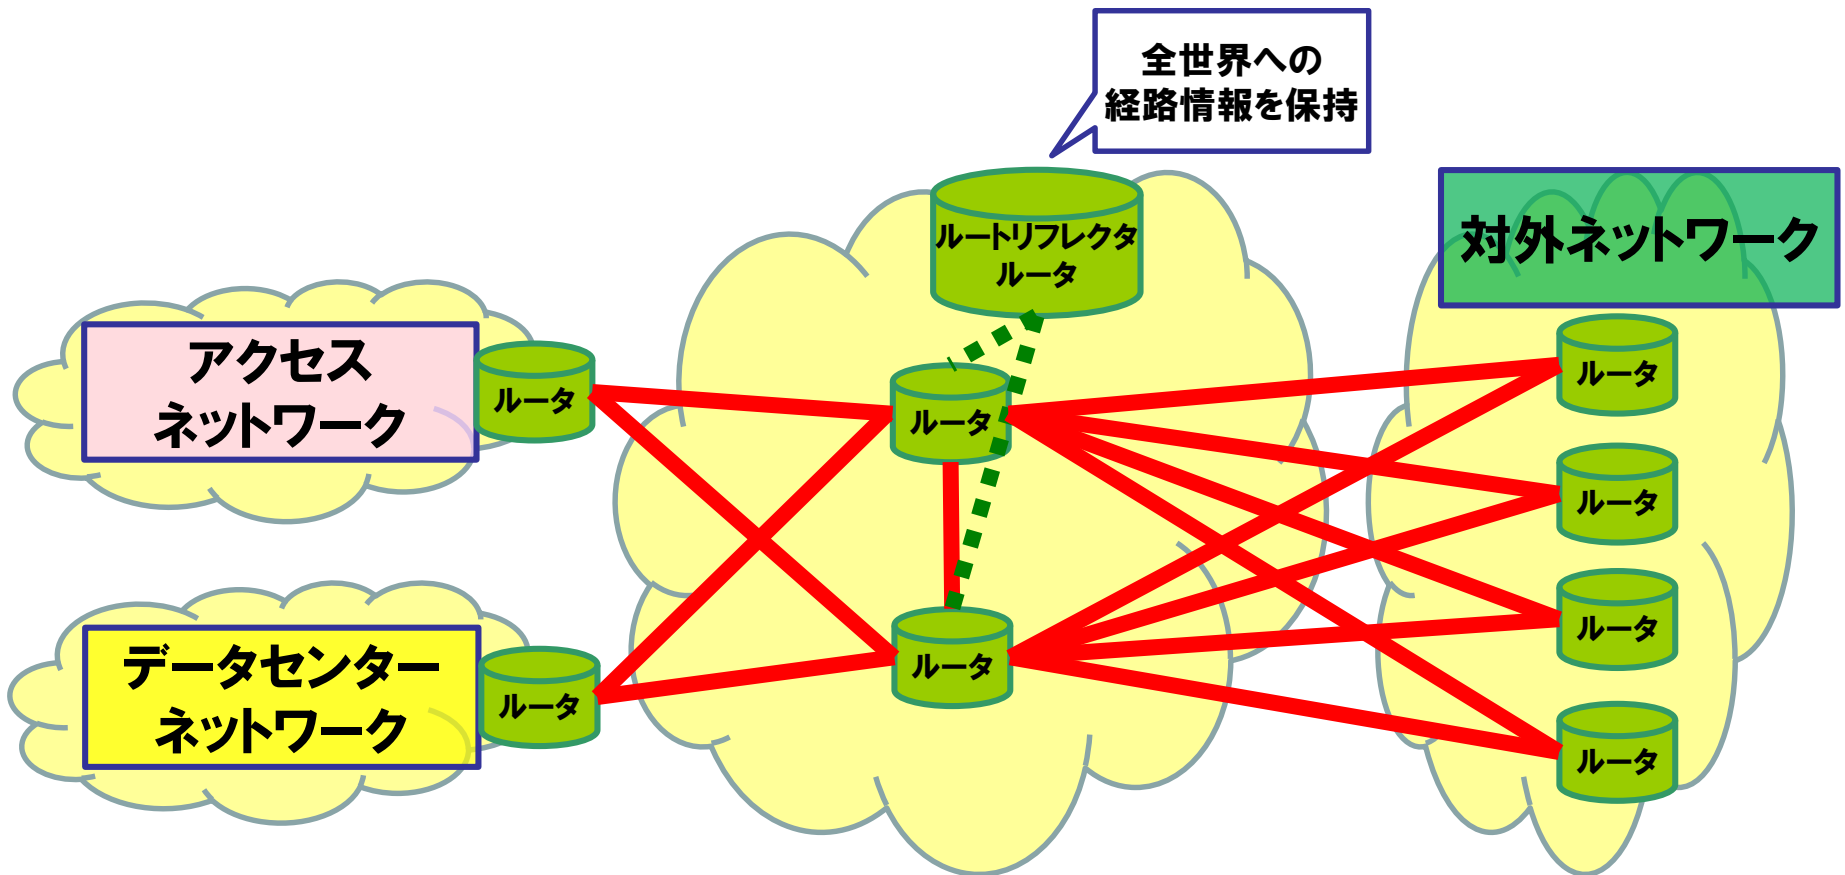 全世界への
経路情報を保持
ルートリフレクタ
ルータ
対外ネットワーク
アクセス
ネットワーク
ルータ
ルータ
ルータ
ルータ
データセンター
ネットワーク
ルータ
ルータ
ルータ
ルータ